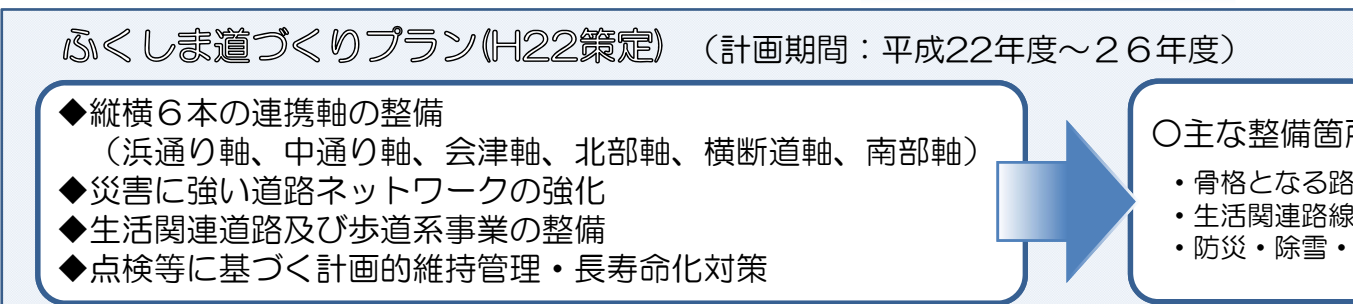 ふくしま道づくりプラン(H22策定) (計画期間：平成22年度～２６年度)
◆縦横６本の連携軸の整備
(浜通り軸、中通り軸、会津軸、北部軸、横断道軸、南部軸)
◆災害に強い道路ネットワークの強化
◆生活関連道路及び歩道系事業の整備
◆点検等に基づく計画的維持管理・長寿命化対策
〇主な整備箇所
・骨格となる路
・生活関連路線
・防災・除雪・